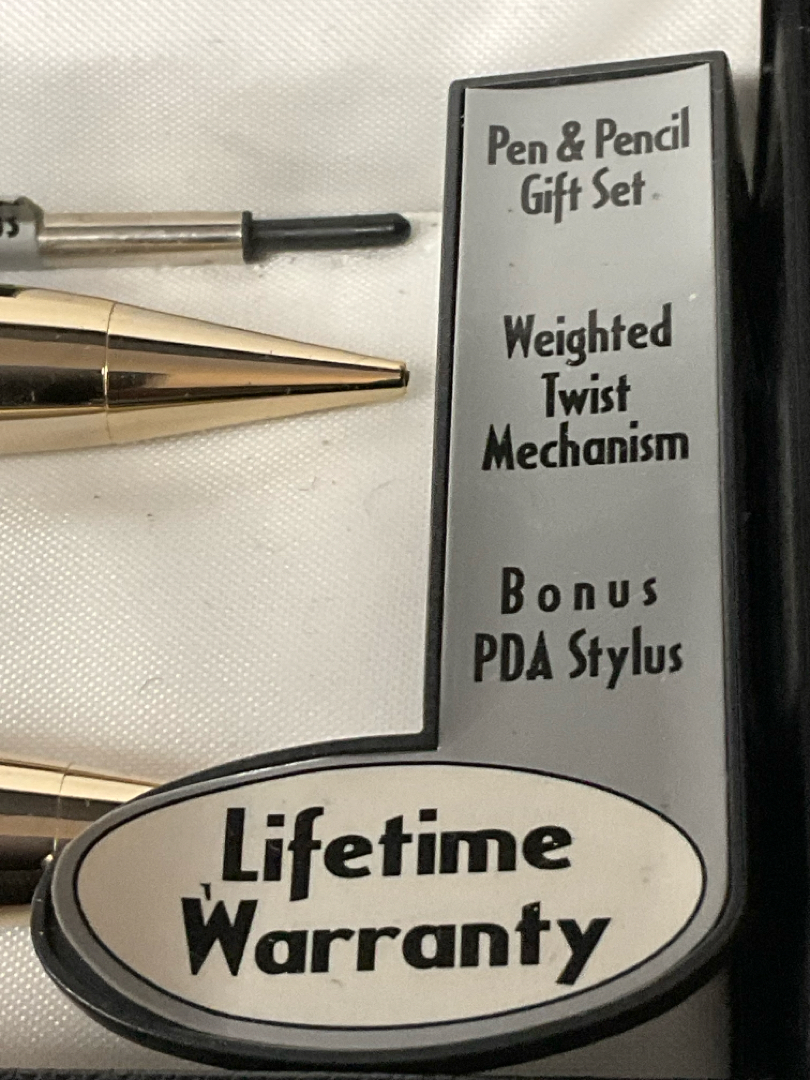 Pen & Pencil
Gift Set
Weighted
Twist
Mechanism
Bonus
PDA Stylus
Lifetime
Warranty